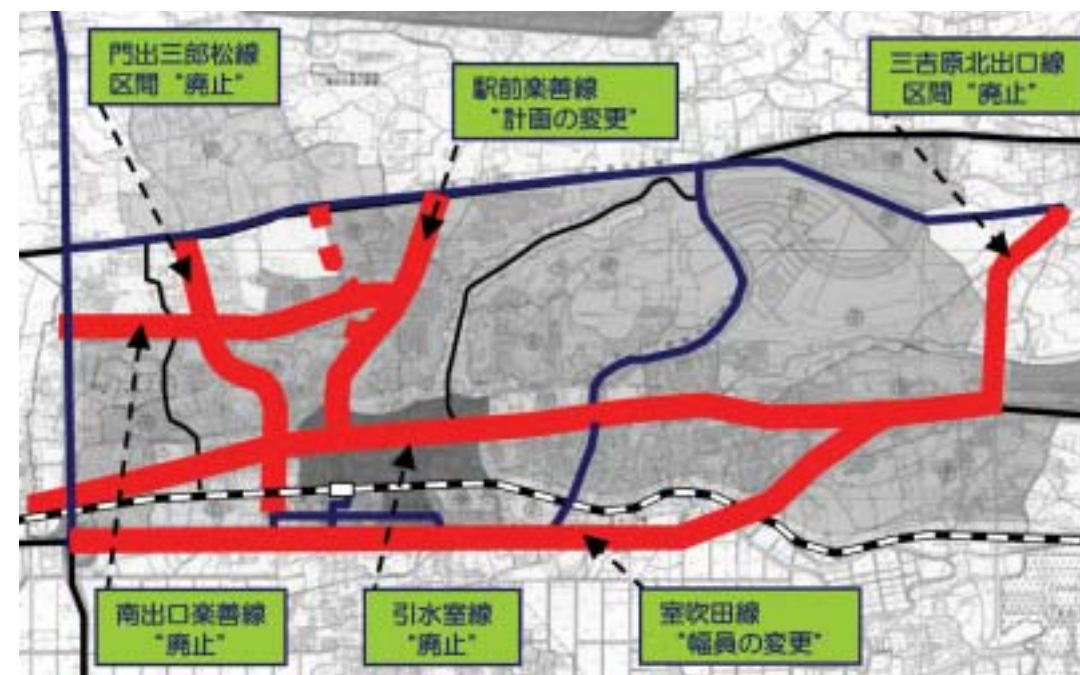 門出三郎松線
区間 “廃止”
駅前楽善線
“計画の変更”
三吉原北出口線
区間 “廃止”
南出口楽善線
“廃止”
引水室線
“廃止”
室吹田線
“幅員の変更”